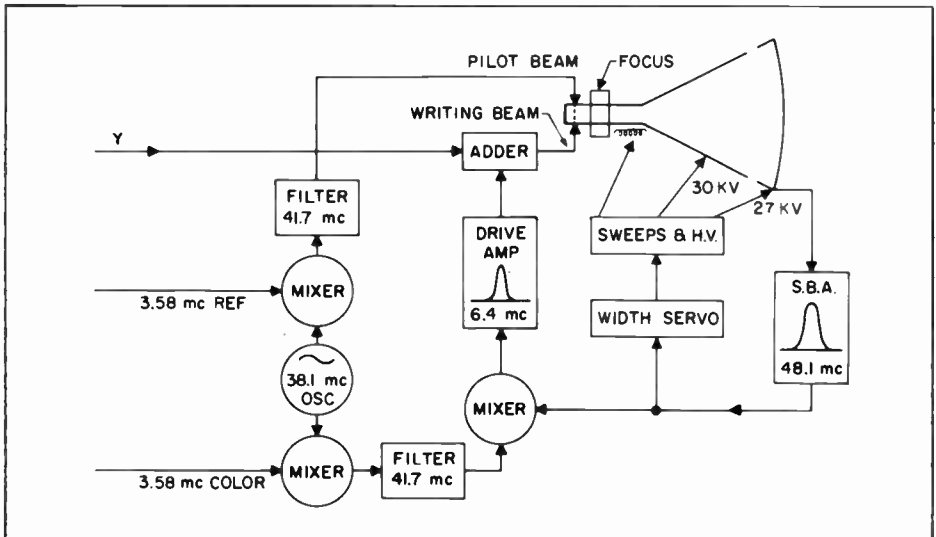 PILOT BEAM
FOCUS
WRITING BEAM
Y
ADDER
FILTER
41.7 mc
30 KV
27 KV
DRIVE
AMP
6.4 mc
SWEEPS & H.V.
S.B.A.
48.1 mc
MIXER
3.58 mc REF
WIDTH SERVO
38.1 mc
OSC
MIXER
MIXER
FILTER
41.7 mc
3.58 mc COLOR